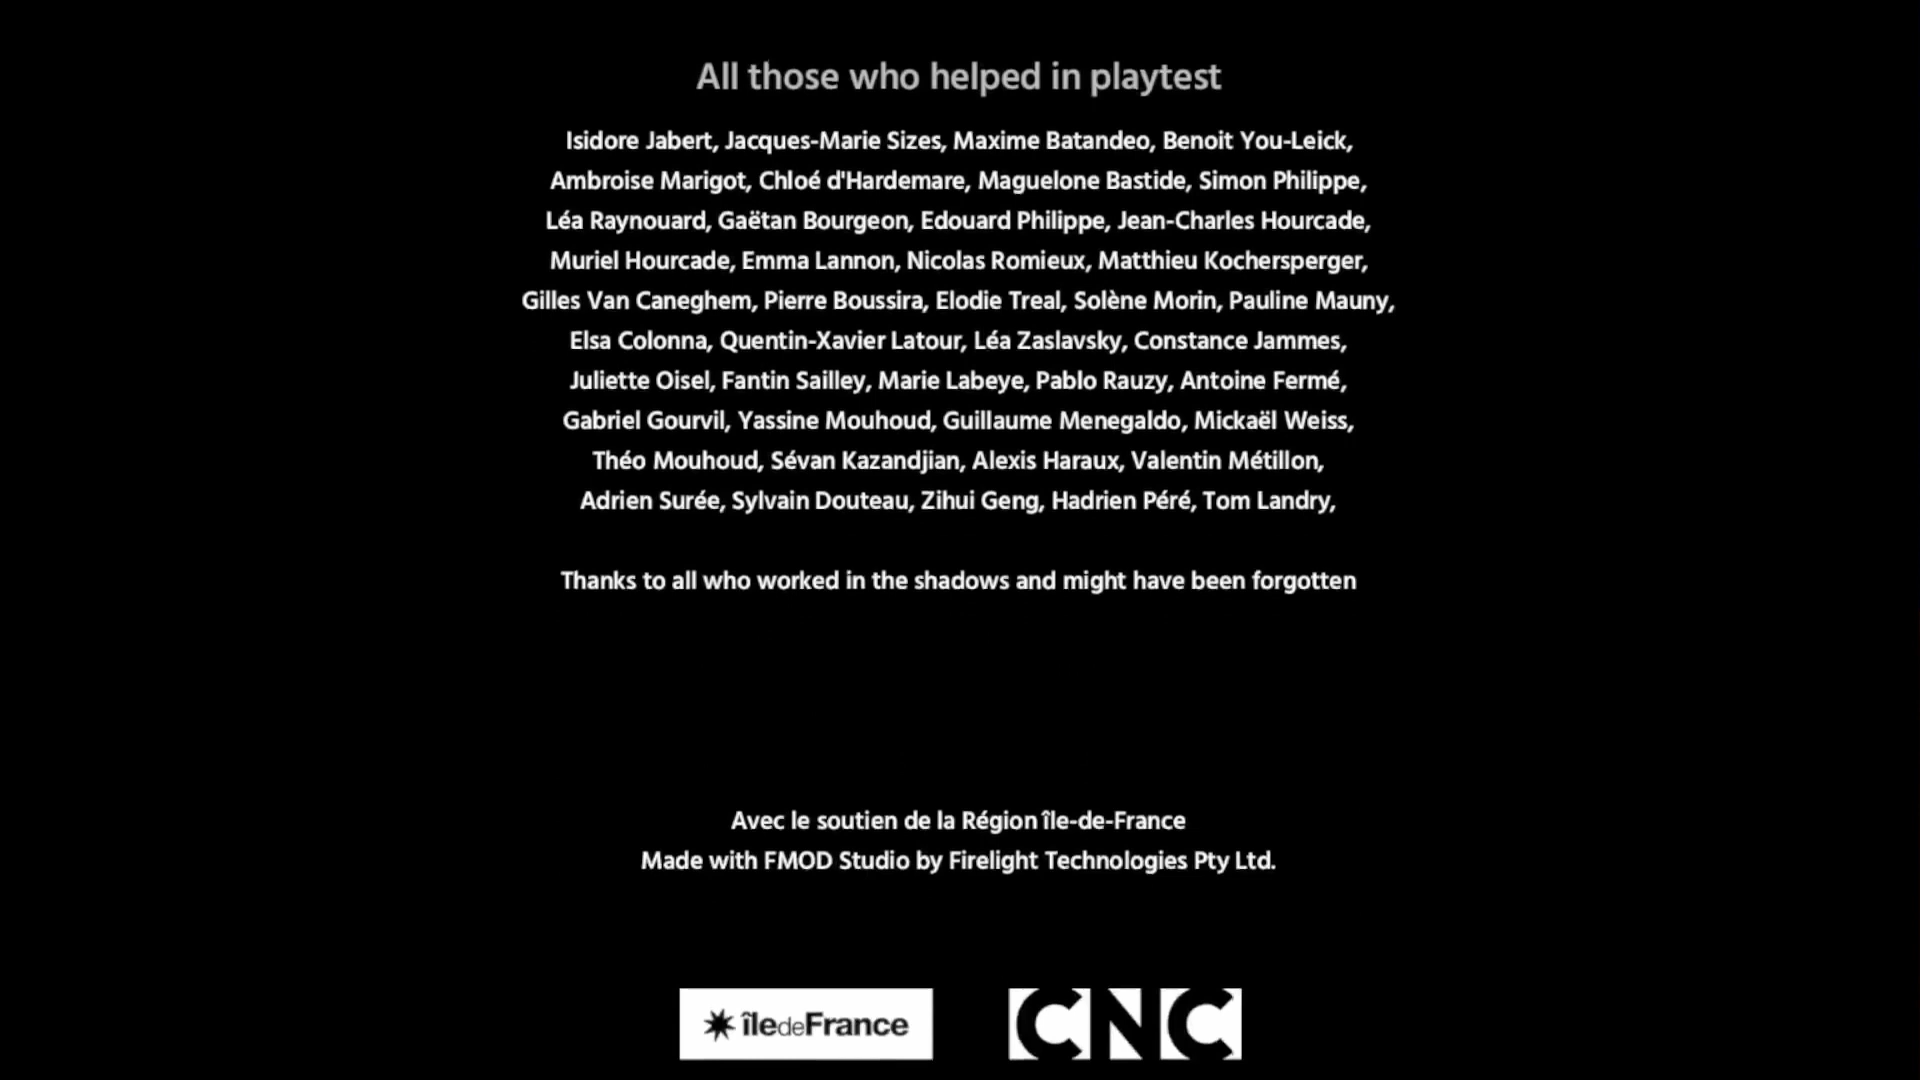 All those who helped in playtest
Isidore Jabert, Jacques-Marie Sizes, Maxime Batandeo, Benoit You-Leick,
Ambroise Marigot, Chloé d'Hardemare, Maguelone Bastide, Simon Philippe,
Léa Raynouard, Gaëtan Bourgeon, Edouard Philippe, Jean-Charles Hourcade,
Muriel Hourcade, Emma Lannon, Nicolas Romieux, Matthieu Kochersperger,
Gilles Van Caneghem, Pierre Boussira, Elodie Treal, Solène Morin, Pauline Mauny,
Elsa Colonna, Quentin-Xavier Latour, Léa Zaslavsky, Constance Jammes,
Juliette Oisel, Fantin Sailley, Marie Labeye, Pablo Rauzy, Antoine Fermé,
Gabriel Gourvil, Yassine Mouhoud, Guillaume Menegaldo, Mickaël Weiss,
Théo Mouhoud, Sévan Kazandjian, Alexis Haraux, Valentin Métillon,
Adrien Surée, Sylvain Douteau, Zihui Geng, Hadrien Péré, Tom Landry,
Thanks to all who worked in the shadows and might have been forgotten
Avec le soutien de la Région île-de-France
Made with FMOD Studio by Firelight Technologies Pty Ltd.
îledeFrance
CNC